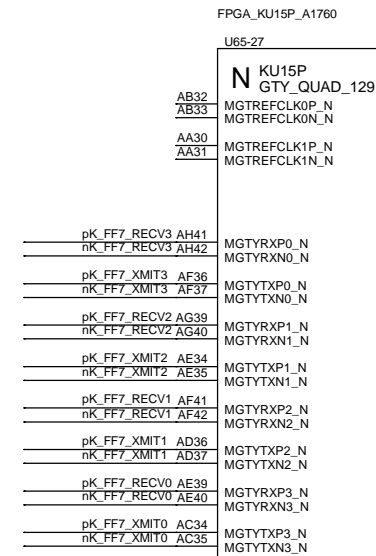 FPGA_KU15P_A1760
U65-27
N KU15P
GTY_QUAD_129
AB32 MGTREFCLK0P_N
AB33 MGTREFCLK0N_N
AA30 MGTREFCLK1P_N
AA31 MGTREFCLK1N_N
pK_FF7_RECV3 AH41 MGTYRXP0_N
nK_FF7_RECV3 AH42 MGTYRXN0_N
pK_FF7_XMIT3 AF36 MGTYTXP0_N
nK_FF7_XMIT3 AF37 MGTYTXN0_N
pK_FF7_RECV2 AG39 MGTYRXP1_N
nK_FF7_RECV2 AG40 MGTYRXN1_N
pK_FF7_XMIT2 AE34 MGTYTXP1_N
nK_FF7_XMIT2 AE35 MGTYTXN1_N
pK_FF7_RECV1 AF41 MGTYRXP2_N
nK_FF7_RECV1 AF42 MGTYRXN2_N
pK_FF7_XMIT1 AD36 MGTYTXP2_N
nK_FF7_XMIT1 AD37 MGTYTXN2_N
pK_FF7_RECV0 AE39 MGTYRXP3_N
nK_FF7_RECV0 AE40 MGTYRXN3_N
pK_FF7_XMIT0 AC34 MGTYTXP3_N
nK_FF7_XMIT0 AC35 MGTYTXN3_N